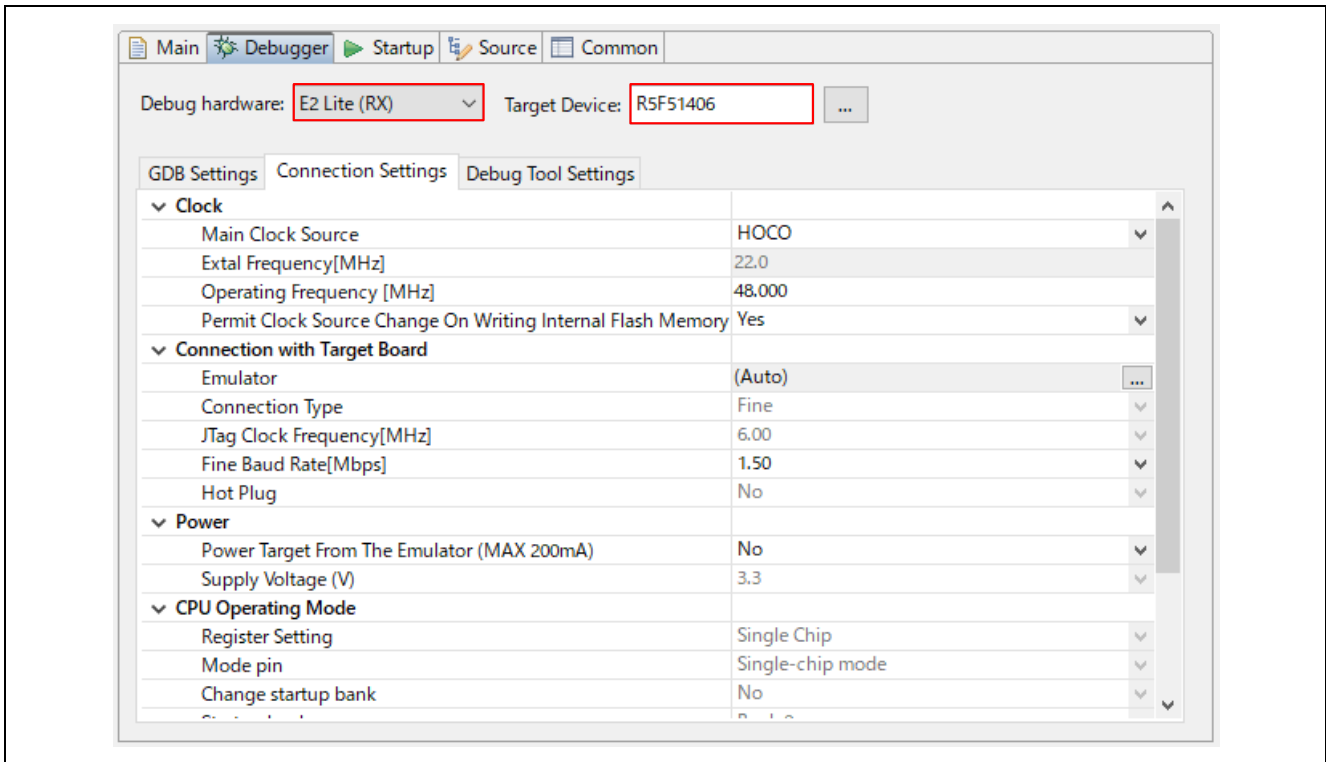 Main Debugger Startup Source Common
Debug hardware: E2 Lite (RX) Target Device: R5F51406 ...
GDB Settings Connection Settings Debug Tool Settings
Clock
Main Clock Source HOCO
Extal Frequency[MHz] 22.0
Operating Frequency [MHz] 48.000
Permit Clock Source Change On Writing Internal Flash Memory Yes
Connection with Target Board
Emulator (Auto) ...
Connection Type Fine
JTag Clock Frequency[MHz] 6.00
Fine Baud Rate[Mbps] 1.50
Hot Plug No
Power
Power Target From The Emulator (MAX 200mA) No
Supply Voltage (V) 3.3
CPU Operating Mode
Register Setting Single Chip
Mode pin Single-chip mode
Change startup bank No